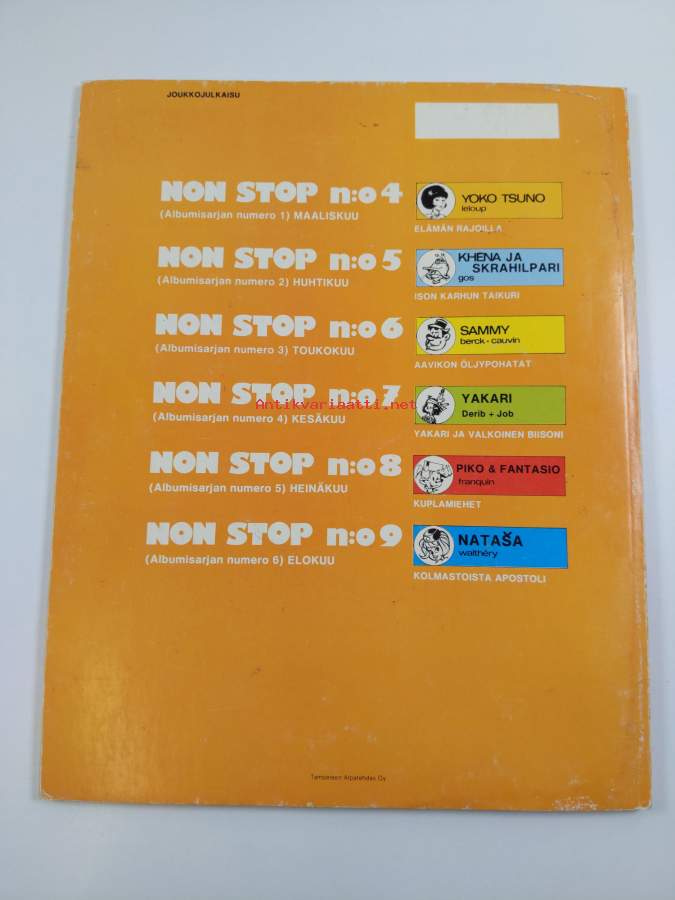 JOUKKOJULKAISU
NON STOP n:o 4
(Albumisarjan numero 1) MAALISKUU
YOKO TSUNO
leloup
ELÄMÄN RAJOILLA
NON STOP n:o 5
(Albumisarjan numero 2) HUHTIKUU
KHENA JA
SKRAHILPARI
gos
ISON KARHUN TAIKURI
NON STOP n:o 6
(Albumisarjan numero 3) TOUKOKUU
SAMMY
berck - cauvin
AAVIKON ÖLJYPOHATAT
NON STOP n:o 7
(Albumisarjan numero 4) KESÄKUU
YAKARI
Derib + Job
YAKARI JA VALKOINEN BIISONI
Antikvariaatti.net
NON STOP n:o 8
(Albumisarjan numero 5) HEINÄKUU
PIKO & FANTASIO
franquin
KUPLAMIEHET
NON STOP n:o 9
(Albumisarjan numero 6) ELOKUU
NATAŠA
walthéry
KOLMASTOISTA APOSTOLI
Tampereen Arpatehdas Oy